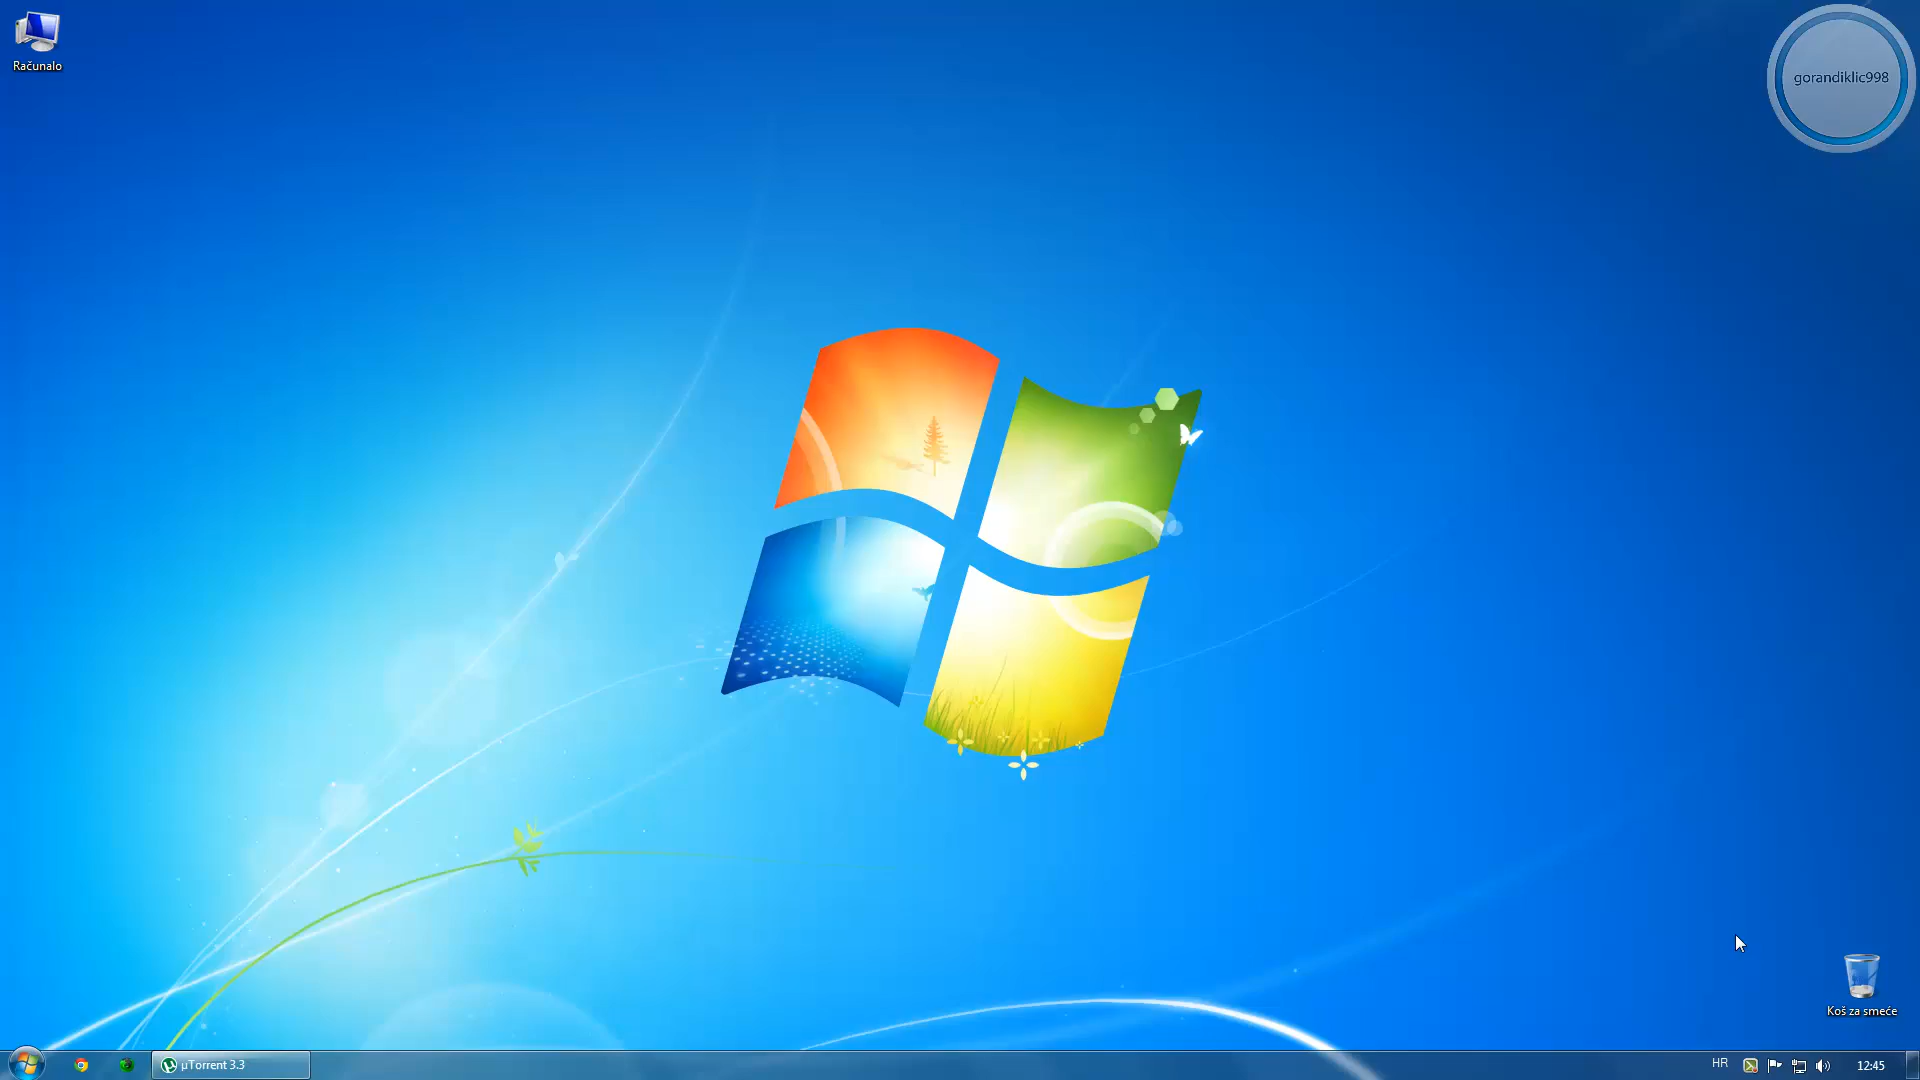 Računalo
gorandiklic998
Koš za smeće
µTorrent 3.3
HR
12:45